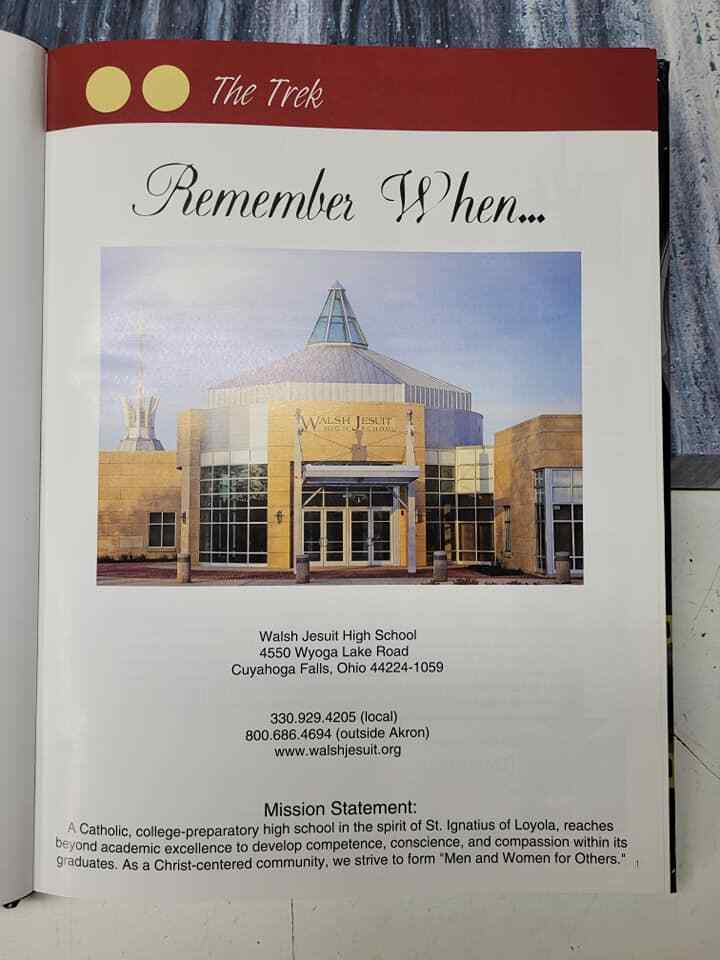 The Trek
Remember When...
WALSH JESUIT
HIGH SCHOOL
Walsh Jesuit High School
4550 Wyoga Lake Road
Cuyahoga Falls, Ohio 44224-1059
330.929.4205 (local)
800.686.4694 (outside Akron)
www.walshjesuit.org
Mission Statement:
A Catholic, college-preparatory high school in the spirit of St. Ignatius of Loyola, reaches
beyond academic excellence to develop competence, conscience, and compassion within its
graduates. As a Christ-centered community, we strive to form "Men and Women for Others."
1